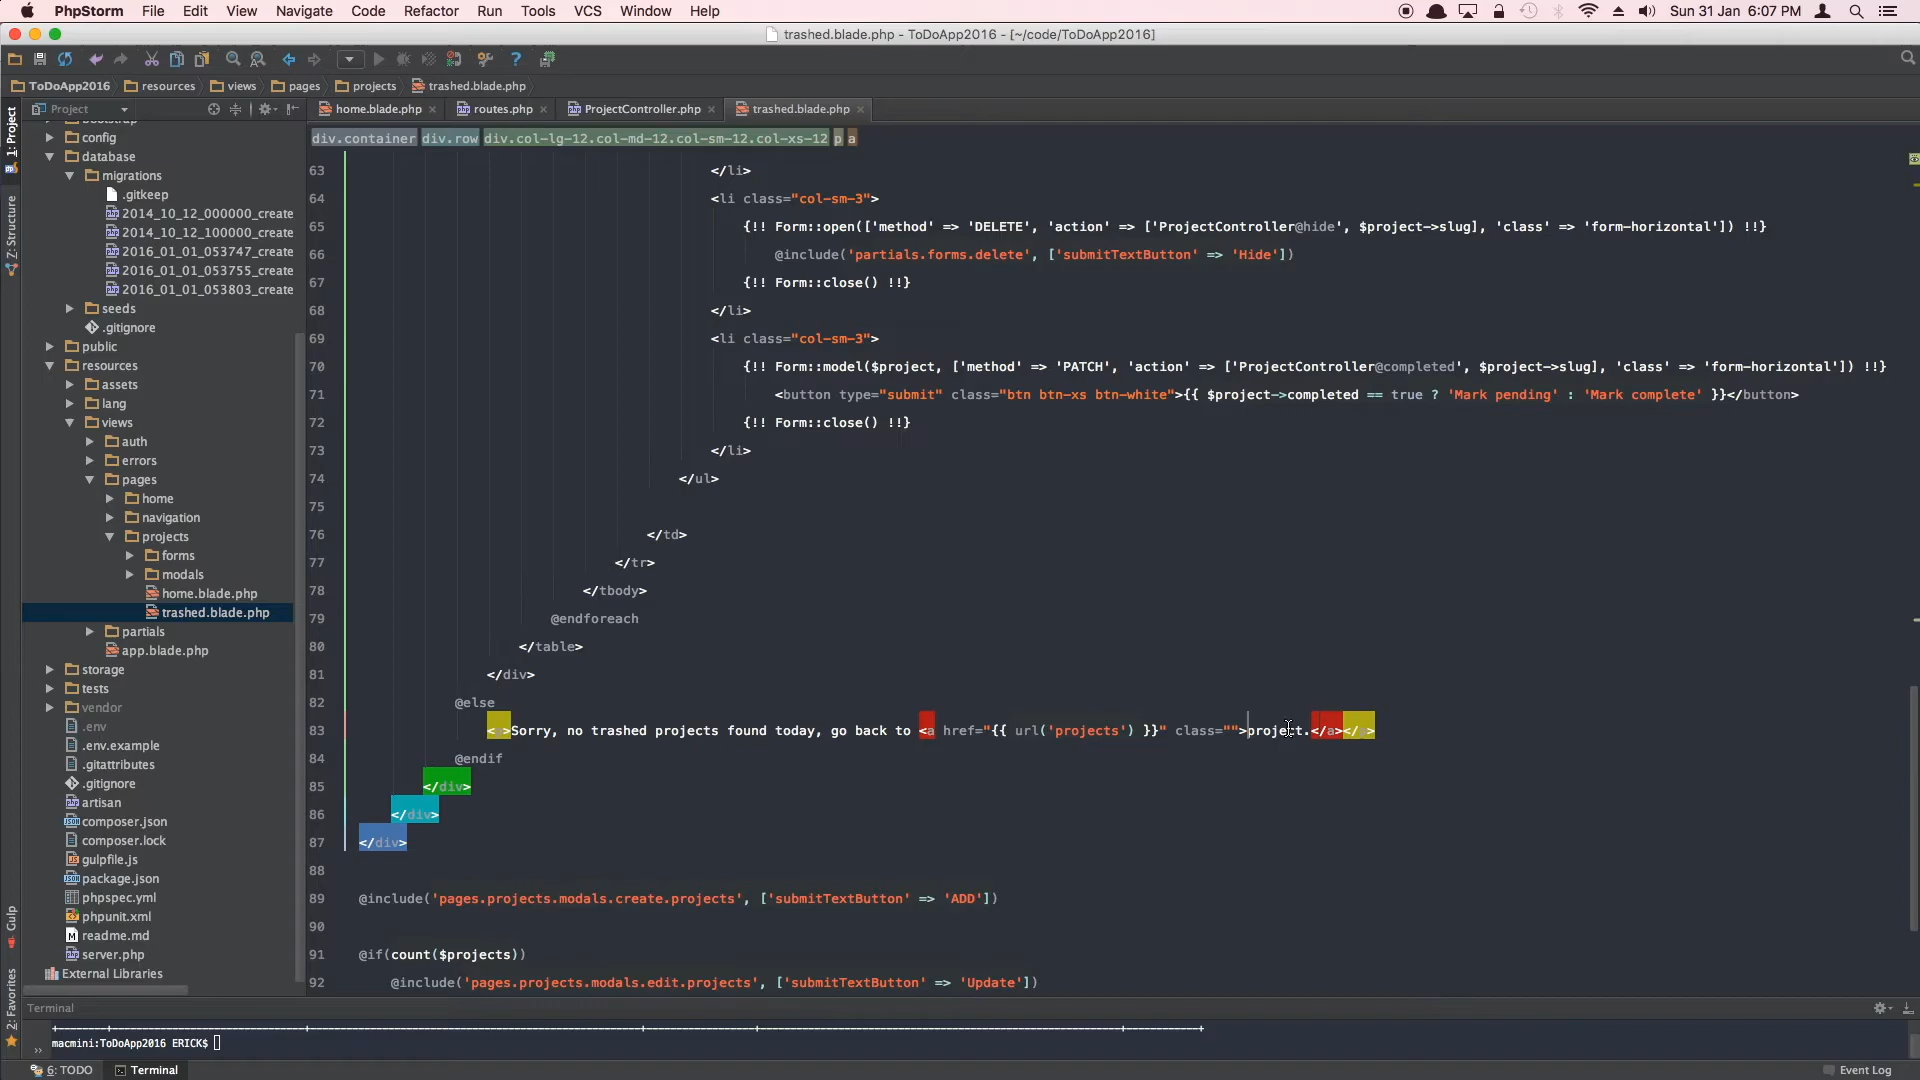 PhpStorm File Edit View Navigate Code Refactor Run Tools VCS Window Help Sun 31 Jan 6:07 PM
trashed.blade.php - ToDoApp2016 - [~/code/ToDoApp2016]
ToDoApp2016 resources views pages projects trashed.blade.php
Project home.blade.php routes.php ProjectController.php trashed.blade.php
div.container div.row div.col-lg-12.col-md-12.col-sm-12.col-xs-12 p a
1: Project
Z: Structure
Gulp
2: Favorites
config
database
migrations
.gitkeep
2014_10_12_000000_create
2014_10_12_100000_create
2016_01_01_053747_create
2016_01_01_053755_create
2016_01_01_053803_create
seeds
.gitignore
public
resources
assets
lang
views
auth
errors
pages
home
navigation
projects
forms
modals
home.blade.php
trashed.blade.php
partials
app.blade.php
storage
tests
vendor
.env
.env.example
.gitattributes
.gitignore
artisan
composer.json
composer.lock
gulpfile.js
package.json
phpspec.yml
phpunit.xml
readme.md
server.php
External Libraries
63 </li>
64 <li class="col-sm-3">
65 {!! Form::open(['method' => 'DELETE', 'action' => ['ProjectController@hide', $project->slug], 'class' => 'form-horizontal']) !!}
66 @include('partials.forms.delete', ['submitTextButton' => 'Hide'])
67 {!! Form::close() !!}
68 </li>
69 <li class="col-sm-3">
70 {!! Form::model($project, ['method' => 'PATCH', 'action' => ['ProjectController@completed', $project->slug], 'class' => 'form-horizontal']) !!}
71 <button type="submit" class="btn btn-xs btn-white">{{ $project->completed == true ? 'Mark pending' : 'Mark complete' }}</button>
72 {!! Form::close() !!}
73 </li>
74 </ul>
75
76 </td>
77 </tr>
78 </tbody>
79 @endforeach
80 </table>
81 </div>
82 @else
83 <p>Sorry, no trashed projects found today, go back to <a href="{{ url('projects') }}" class="">project.</a></p>
84 @endif
85 </div>
86 </div>
87 </div>
88
89 @include('pages.projects.modals.create.projects', ['submitTextButton' => 'ADD'])
90
91 @if(count($projects))
92 @include('pages.projects.modals.edit.projects', ['submitTextButton' => 'Update'])
Terminal
macmini:ToDoApp2016 ERICK$
6: TODO Terminal Event Log